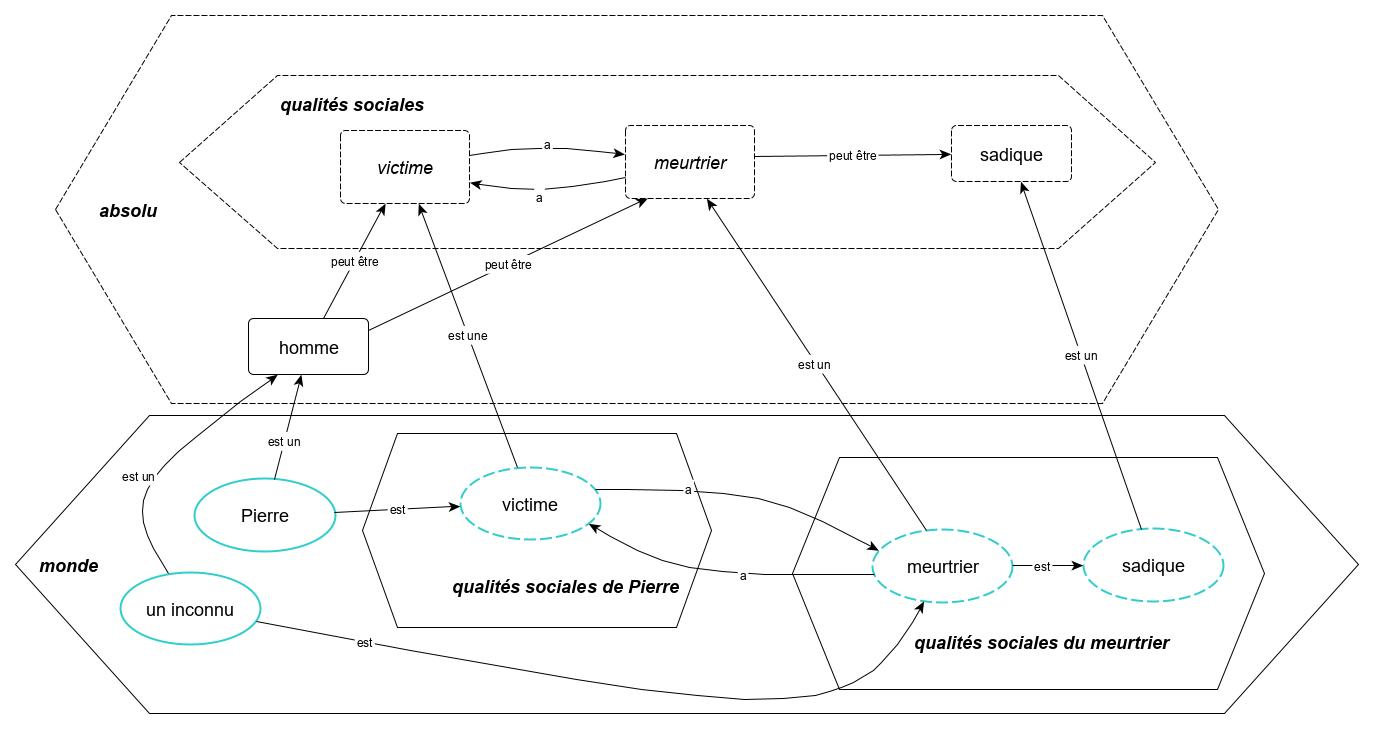 qualités sociales
victime
a
a
meurtrier
peut être
sadique
absolu
peut être
peut être
homme
est une
est un
est un
est un
est un
Pierre
est
victime
a
a
qualités sociales de Pierre
monde
un inconnu
est
meurtrier
est
sadique
qualités sociales du meurtrier